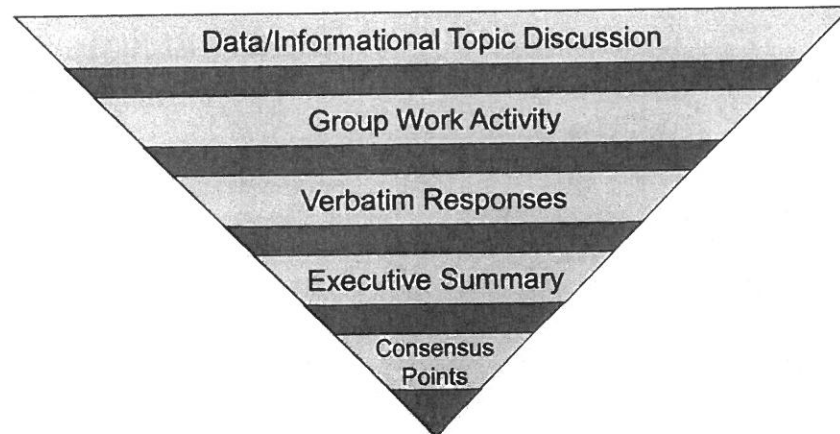 Data/Informational Topic Discussion
Group Work Activity
Verbatim Responses
Executive Summary
Consensus
Points